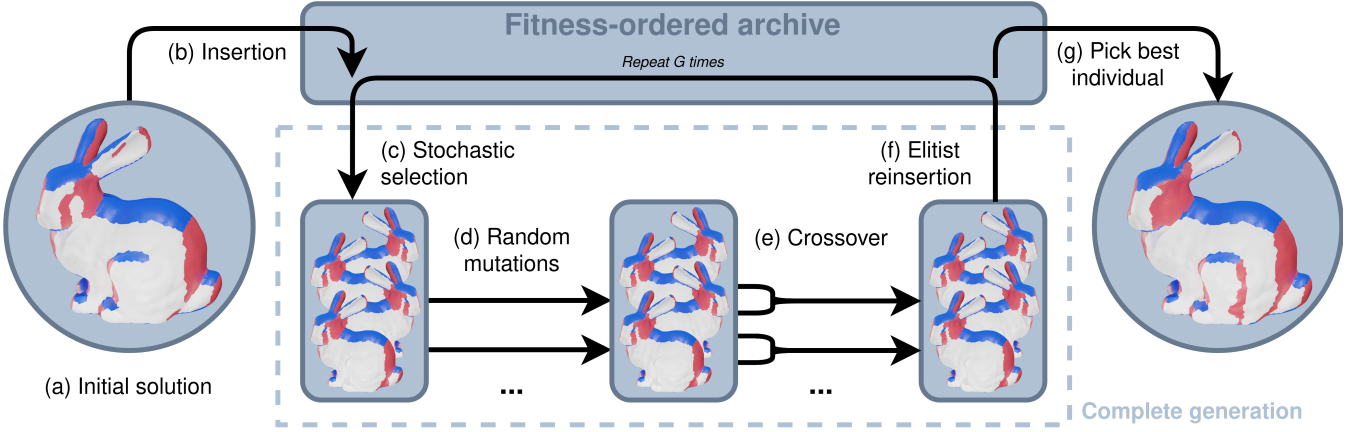 Fitness-ordered archive
(b) Insertion
Repeat G times
(g) Pick best
individual
(c) Stochastic
selection
(f) Elitist
reinsertion
(d) Random
mutations
(e) Crossover
...
...
(a) Initial solution
Complete generation